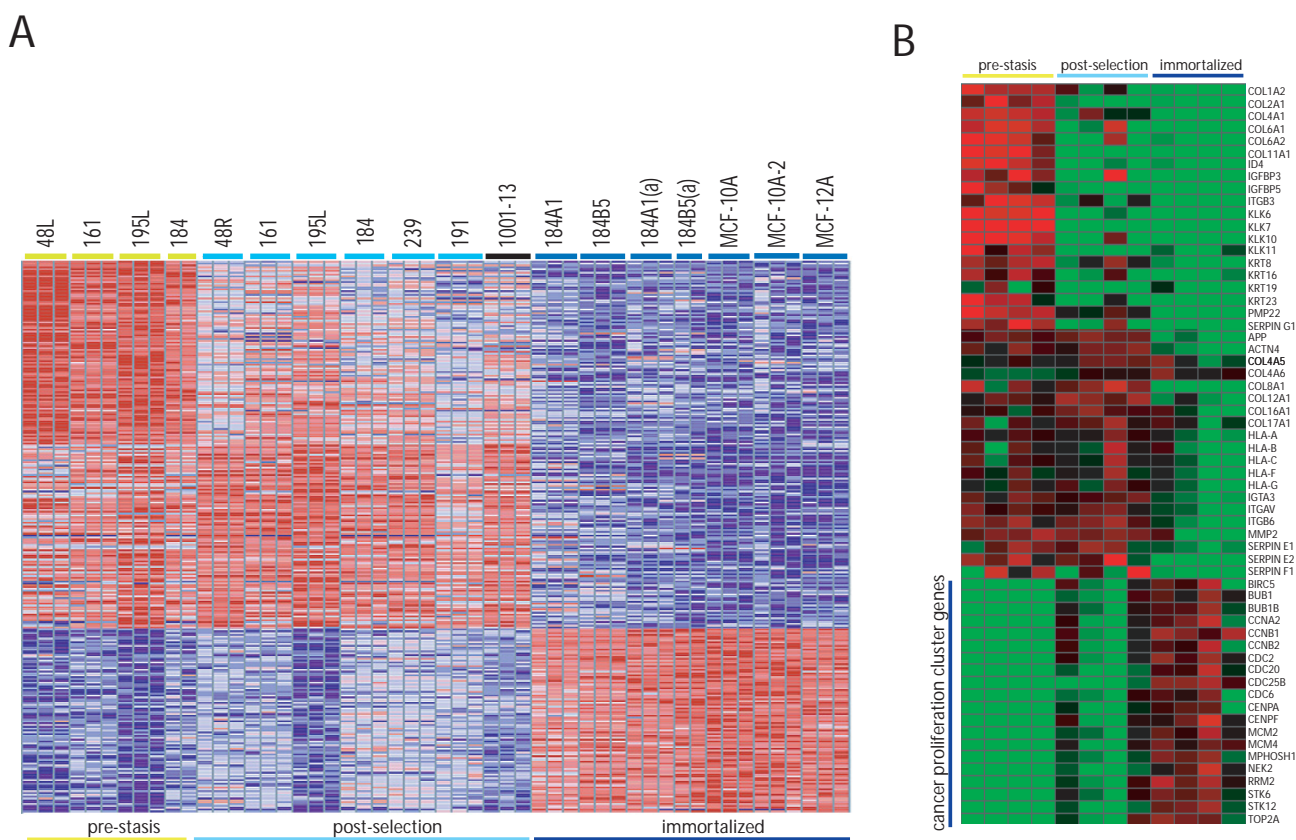 A
48L
161
195L
184
48R
161
195L
184
239
191
1001-13
184A1
184B5
184A1(a)
184B5(a)
MCF-10A
MCF-10A-2
MCF-12A
pre-stasis
post-selection
immortalized
B
pre-stasis
post-selection
immortalized
COL1A2
COL2A1
COL4A1
COL6A1
COL6A2
COL11A1
ID4
IGFBP3
IGFBP5
ITGB3
KLK6
KLK7
KLK10
KLK11
KRT8
KRT16
KRT19
KRT23
PMP22
SERPIN G1
APP
ACTN4
COL4A5
COL4A6
COL8A1
COL12A1
COL16A1
COL17A1
HLA-A
HLA-B
HLA-C
HLA-F
HLA-G
IGTA3
ITGAV
ITGB6
MMP2
SERPIN E1
SERPIN E2
SERPIN F1
BIRC5
BUB1
BUB1B
CCNA2
CCNB1
CCNB2
CDC2
CDC20
CDC25B
CDC6
CENPA
CENPF
MCM2
MCM4
MPHOSH1
NEK2
RRM2
STK6
STK12
TOP2A
cancer proliferation cluster genes